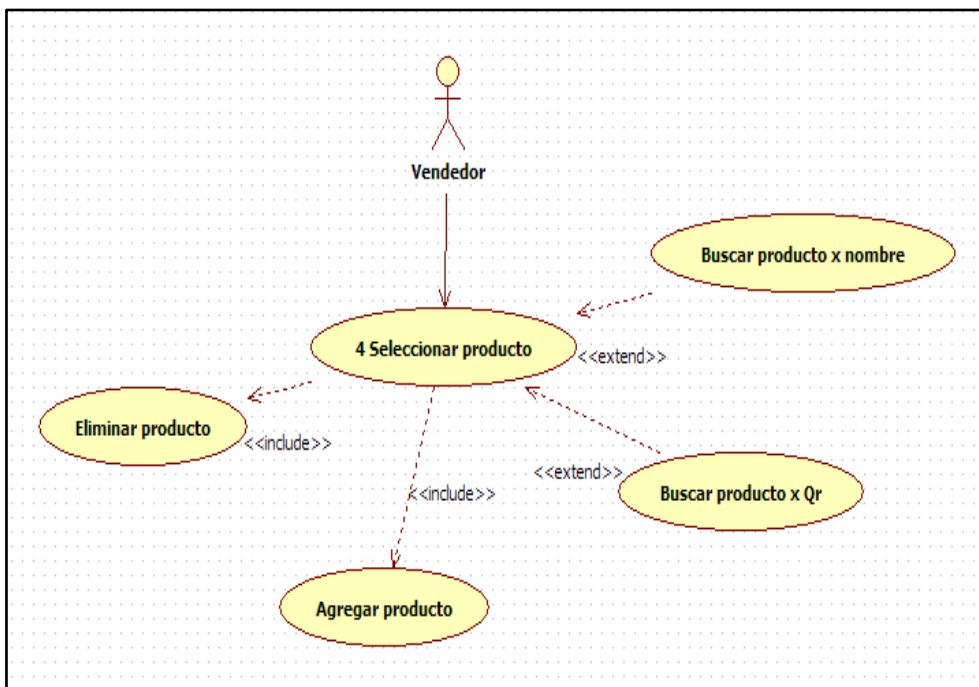 Vendedor
Buscar producto x nombre
4 Seleccionar producto
<<extend>>
Eliminar producto
<<include>>
<<extend>>
Buscar producto x Qr
<<include>>
Agregar producto